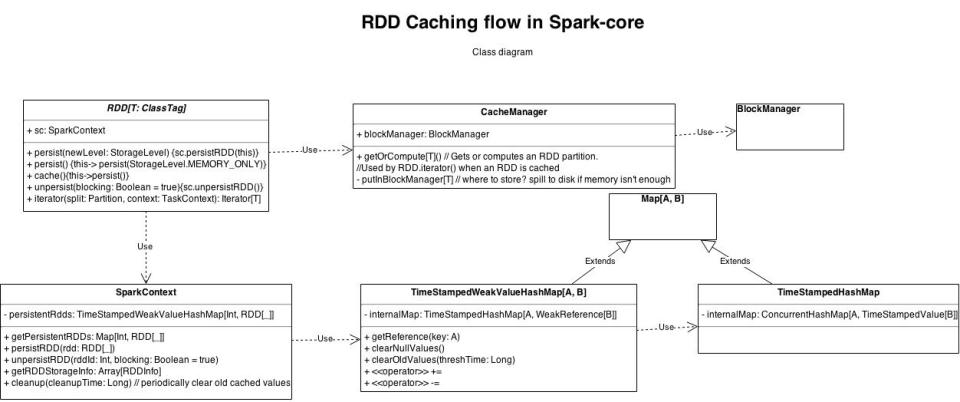 RDD Caching flow in Spark-core
Class diagram
RDD[T: ClassTag]
+ sc: SparkContext
+ persist(newLevel: StorageLevel) {sc.persistRDD(this)}
+ persist() {this-> persist(StorageLevel.MEMORY_ONLY)}
+ cache(){this->persist()}
+ unpersist(blocking: Boolean = true){sc.unpersistRDD()}
+ iterator(split: Partition, context: TaskContext): Iterator[T]
Use
CacheManager
+ blockManager: BlockManager
+ getOrCompute[T]() // Gets or computes an RDD partition.
//Used by RDD.iterator() when an RDD is cached
- putInBlockManager[T] // where to store? spill to disk if memory isn't enough
Use
BlockManager
Map[A, B]
Use
Extends
Extends
SparkContext
- persistentRdds: TimeStampedWeakValueHashMap[Int, RDD[_]]
+ getPersistentRDDs: Map[Int, RDD[_]]
+ persistRDD(rdd: RDD[_])
+ unpersistRDD(rddId: Int, blocking: Boolean = true)
+ getRDDStorageInfo: Array[RDDInfo]
+ cleanup(cleanupTime: Long) // periodically clear old cached values
Use
TimeStampedWeakValueHashMap[A, B]
- internalMap: TimeStampedHashMap[A, WeakReference[B]]
+ getReference(key: A)
+ clearNullValues()
+ clearOldValues(threshTime: Long)
+ <<operator>> +=
+ <<operator>> -=
Use
TimeStampedHashMap
- internalMap: ConcurrentHashMap[A, TimeStampedValue[B]]